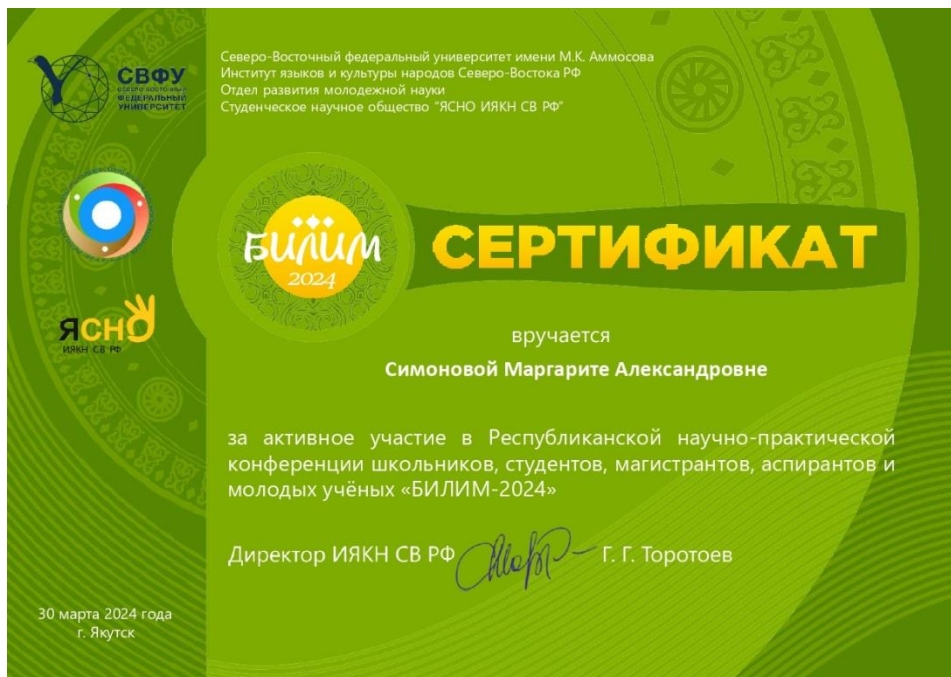 СВФУ
СЕВЕРО-ВОСТОЧНЫЙ
ФЕДЕРАЛЬНЫЙ
УНИВЕРСИТЕТ
Северо-Восточный федеральный университет имени М.К. Аммосова
Институт языков и культуры народов Северо-Востока РФ
Отдел развития молодежной науки
Студенческое научное общество "ЯСНО ИЯКН СВ РФ"
БИЛИМ
2024
СЕРТИФИКАТ
ЯСНО
ИЯКН СВ РФ
вручается
Симоновой Маргарите Александровне
за активное участие в Республиканской научно-практической
конференции школьников, студентов, магистрантов, аспирантов и
молодых учёных «БИЛИМ-2024»
Директор ИЯКН СВ РФ Г. Г. Торотоев
30 марта 2024 года
г. Якутск